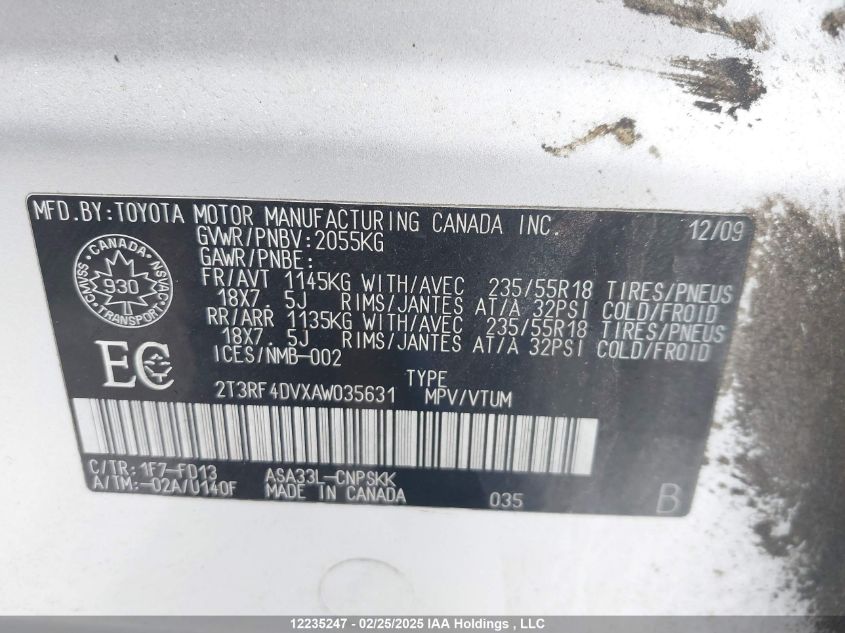 MFD.BY:TOYOTA MOTOR MANUFACTURING CANADA INC. 12/09
GVWR/PNBV:2055KG
GAWR/PNBE:
FR/AVT 1145KG WITH/AVEC 235/55R18 TIRES/PNEUS
18X7.5J RIMS/JANTES AT/A 32PSI COLD/FROID
RR/ARR 1135KG WITH/AVEC 235/55R18 TIRES/PNEUS
18X7.5J RIMS/JANTES AT/A 32PSI COLD/FROID
ICES/NMB-002
CANADA
CMVSS 930 NSVAC
TRANSPORT
EC
TYPE
2T3RF4DVXAW035631 MPV/VTUM
C/TR:1F7-FD13 ASA33L-CNPSKK
A/TM:-02A/U140F MADE IN CANADA 035 B
12235247 - 02/25/2025 IAA Holdings , LLC